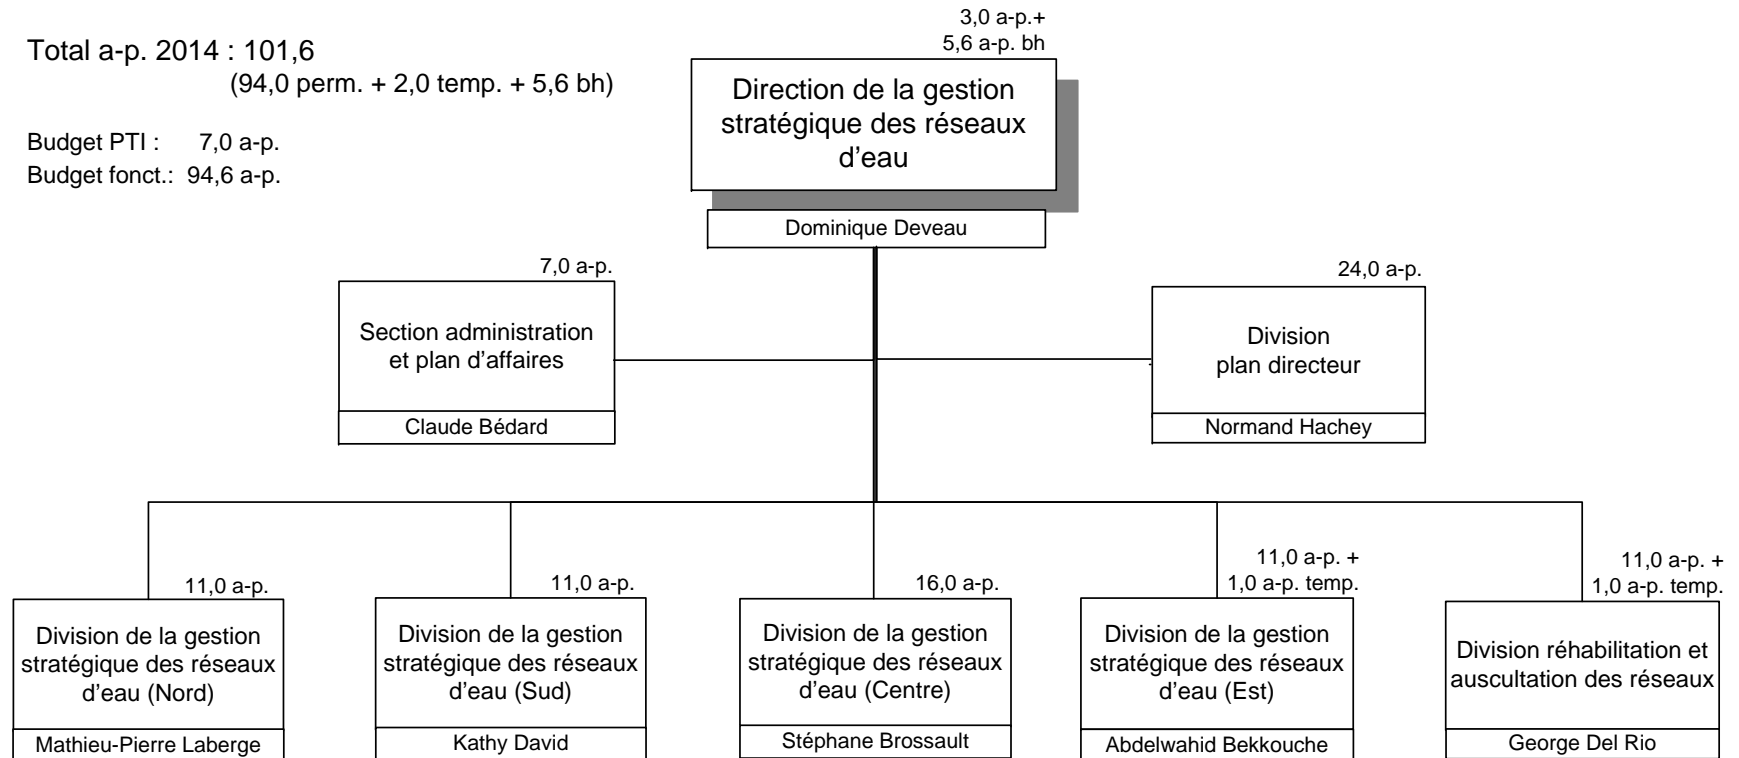 Total a-p. 2014 : 101,6
(94,0 perm. + 2,0 temp. + 5,6 bh)
Budget PTI : 7,0 a-p.
Budget fonct.: 94,6 a-p.
3,0 a-p.+
5,6 a-p. bh
Direction de la gestion
stratégique des réseaux
d’eau
Dominique Deveau
7,0 a-p.
Section administration
et plan d’affaires
Claude Bédard
24,0 a-p.
Division
plan directeur
Normand Hachey
11,0 a-p.
Division de la gestion
stratégique des réseaux
d’eau (Nord)
Mathieu-Pierre Laberge
11,0 a-p.
Division de la gestion
stratégique des réseaux
d’eau (Sud)
Kathy David
16,0 a-p.
Division de la gestion
stratégique des réseaux
d’eau (Centre)
Stéphane Brossault
11,0 a-p. +
1,0 a-p. temp.
Division de la gestion
stratégique des réseaux
d’eau (Est)
Abdelwahid Bekkouche
11,0 a-p. +
1,0 a-p. temp.
Division réhabilitation et
auscultation des réseaux
George Del Rio